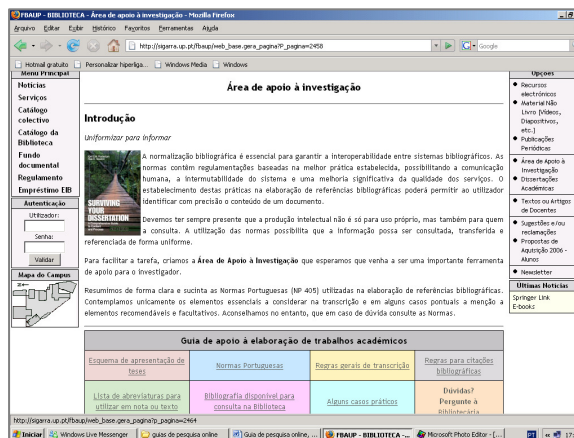 FBAUP - BIBLIOTECA - Área de apoio à investigação - Mozilla Firefox
Arquivo Editar Exibir Histórico Favoritos Ferramentas Ajuda
http://sigarra.up.pt/fbaup/web_base.gera_pagina?P_pagina=2458
Google
Hotmail gratuito Personalizar hiperliga... Windows Media Windows
Menu Principal
Notícias
Serviços
Catálogo
colectivo
Catálogo da
Biblioteca
Fundo
documental
Regulamento
Empréstimo EIB
Autenticação
Utilizador:
Senha:
Validar
Mapa do Campus
Área de apoio à investigação
Introdução
Uniformizar para Informar
SURVIVING
YOUR
DISSERTATION
A normalização bibliográfica é essencial para garantir a interoperabilidade entre sistemas bibliográficos. As
normas contêm regulamentações baseadas na melhor prática estabelecida, possibilitando a comunicação
humana, a intermutabilidade do sistema e uma melhoria significativa da qualidade dos serviços. O
estabelecimento destas práticas na elaboração de referências bibliográficas poderá permitir ao utilizador
identificar com precisão o conteúdo de um documento.
Devemos ter sempre presente que a produção intelectual não é só para uso próprio, mas também para quem
a consulta. A utilização das normas possibilita que a informação possa ser consultada, transferida e
referenciada de forma uniforme.
Para facilitar a tarefa, criamos a Área de Apoio à Investigação que esperamos que venha a ser uma importante ferramenta
de apoio para o investigador.
Resumimos de forma clara e sucinta as Normas Portuguesas (NP 405) utilizadas na elaboração de referências bibliográficas.
Contemplamos unicamente os elementos essenciais a considerar na transcrição e em alguns casos pontuais a menção a
elementos recomendáveis e facultativos. Aconselhamos no entanto, que em caso de dúvida consulte as Normas.
Guia de apoio à elaboração de trabalhos académicos
Esquema de apresentação de
teses
Normas Portuguesas
Regras gerais de transcrição
Regras para citações
bibliográficas
Lista de abreviaturas para
utilizar em nota ou texto
Bibliografia disponível para
consulta na Biblioteca
Alguns casos práticos
Dúvidas?
Pergunte à
Bibliotecária
Opções
Recursos
electrónicos
Material Não
Livro [Vídeos,
Diapositivos,
etc.]
Publicações
Periódicas
Área de Apoio à
Investigação
Dissertações
Académicas
Textos ou Artigos
de Docentes
Sugestões e/ou
reclamações
Propostas de
Aquisição 2006 -
Alunos
Newsletter
Últimas Notícias
Springer Link
E-books
http://sigarra.up.pt/fbaup/web_base.gera_pagina?p_pagina=2464
Iniciar Windows Live Messenger guias de pesquisa online Guia de pesquisa online, ... FBAUP - BIBLIOTECA -... Microsoft Photo Editor - [... PT 17: